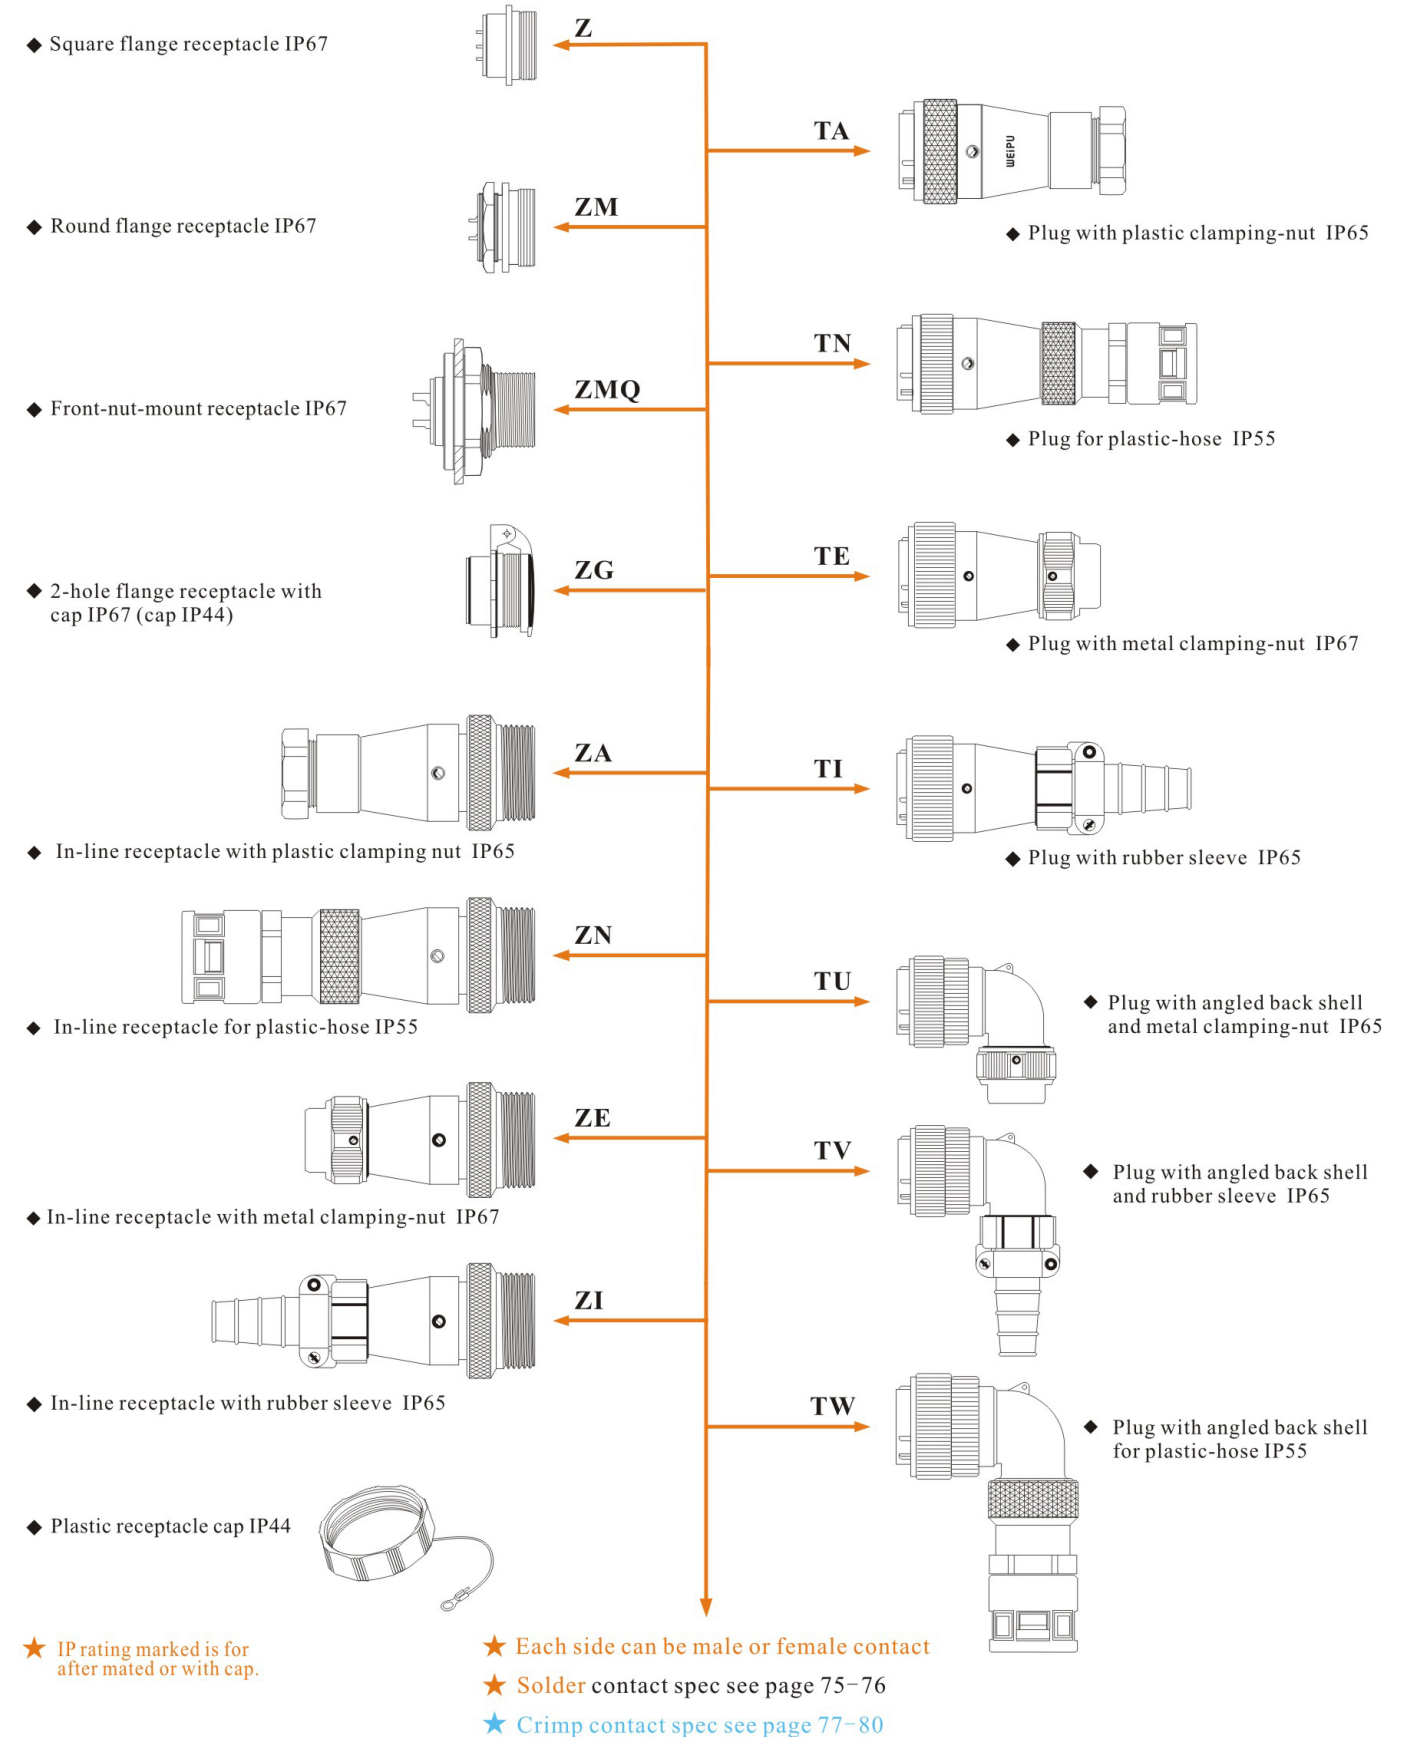 ◆ Square flange receptacle IP67
Z
TA
WEIPU
◆ Plug with plastic clamping-nut IP65
◆ Round flange receptacle IP67
ZM
TN
◆ Plug for plastic-hose IP55
◆ Front-nut-mount receptacle IP67
ZMQ
TE
◆ Plug with metal clamping-nut IP67
◆ 2-hole flange receptacle with
cap IP67 (cap IP44)
ZG
TI
◆ Plug with rubber sleeve IP65
ZA
◆ In-line receptacle with plastic clamping nut IP65
ZN
◆ In-line receptacle for plastic-hose IP55
TU
◆ Plug with angled back shell
and metal clamping-nut IP65
ZE
◆ In-line receptacle with metal clamping-nut IP67
TV
◆ Plug with angled back shell
and rubber sleeve IP65
ZI
◆ In-line receptacle with rubber sleeve IP65
TW
◆ Plug with angled back shell
for plastic-hose IP55
◆ Plastic receptacle cap IP44
★ IP rating marked is for
after mated or with cap.
★ Each side can be male or female contact
★ Solder contact spec see page 75-76
★ Crimp contact spec see page 77-80